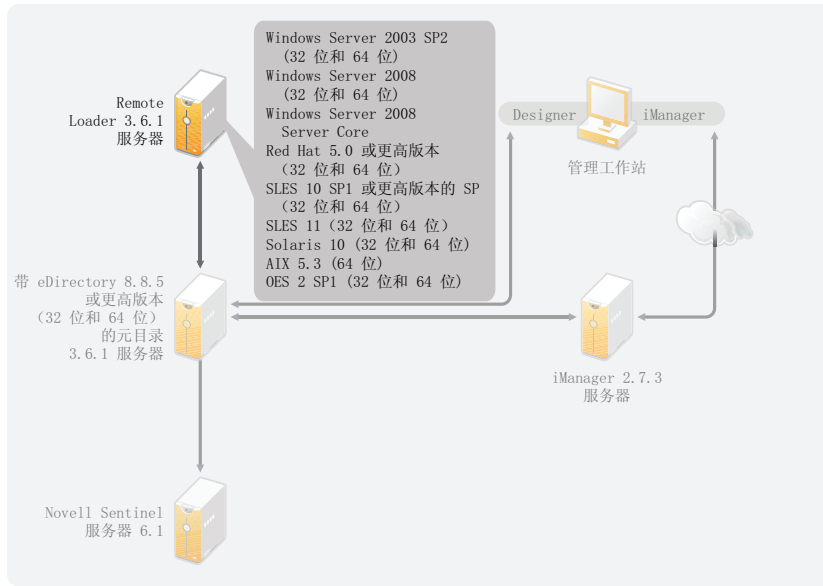 Remote
Loader 3.6.1
服务器
Windows Server 2003 SP2
(32 位和 64 位)
Windows Server 2008
(32 位和 64 位)
Windows Server 2008
Server Core
Red Hat 5.0 或更高版本
（32 位和 64 位）
SLES 10 SP1 或更高版本的 SP
（32 位和 64 位）
SLES 11（32 位和 64 位）
Solaris 10 (32 位和 64 位)
AIX 5.3 (64 位)
OES 2 SP1 (32 位和 64 位)
Designer
iManager
管理工作站
带 eDirectory 8.8.5
或更高版本
（32 位和 64 位）
的元目录
3.6.1 服务器
iManager 2.7.3
服务器
Novell Sentinel
服务器 6.1